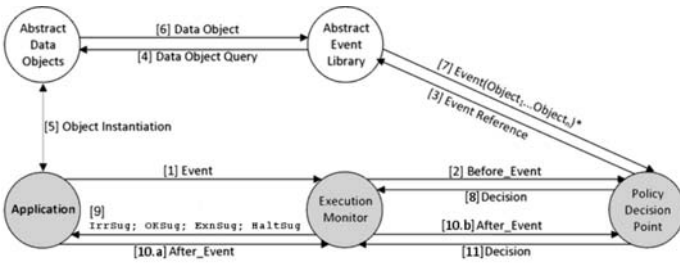 Abstract
Data
Objects
[6] Data Object
[4] Data Object Query
Abstract
Event
Library
[7] Event(Object1,...Objectn)*
[3] Event Reference
[5] Object Instantiation
[1] Event
[2] Before_Event
[8] Decision
Application
[9]
IrrSug; OKSug; ExnSug; HaltSug
Execution
Monitor
[10.b] After_Event
Policy
Decision
Point
[10.a] After_Event
[11]Decision